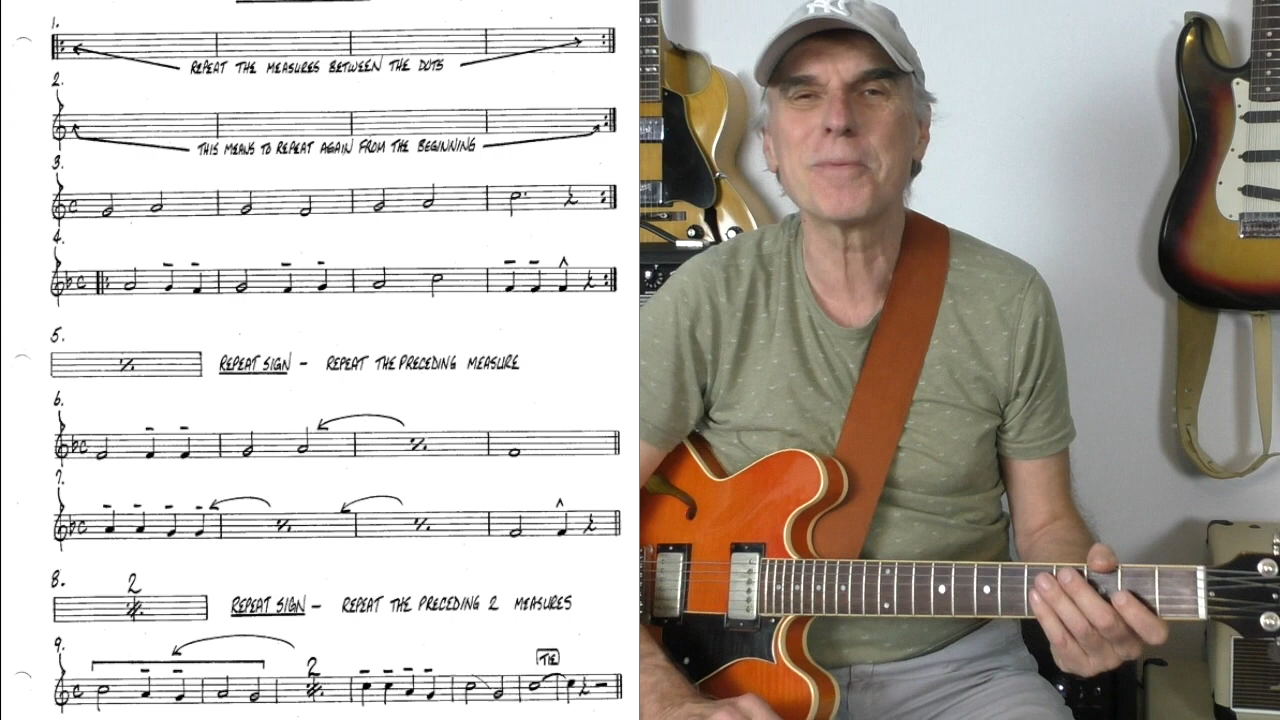 1.
REPEAT THE MEASURES BETWEEN THE DOTS
2.
THIS MEANS TO REPEAT AGAIN FROM THE BEGINNING
3.
4.
5.
REPEAT SIGN - REPEAT THE PRECEDING MEASURE
6.
7.
8.
2
REPEAT SIGN - REPEAT THE PRECEDING 2 MEASURES
9.
2
TIE
NY